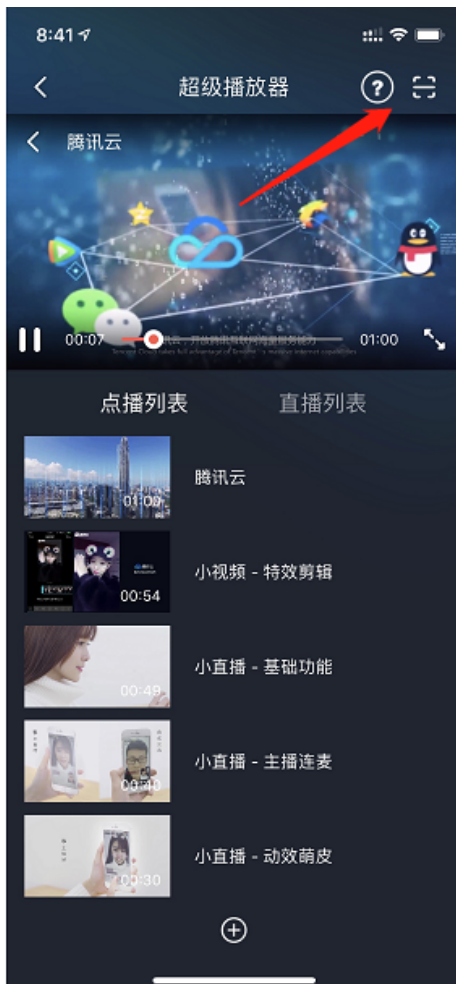 8:41
超级播放器
?
腾讯云
00:07
01:00
点播列表
直播列表
01:00
腾讯云
00:54
小视频 - 特效剪辑
00:49
小直播 - 基础功能
00:40
小直播 - 主播连麦
00:30
小直播 - 动效萌皮